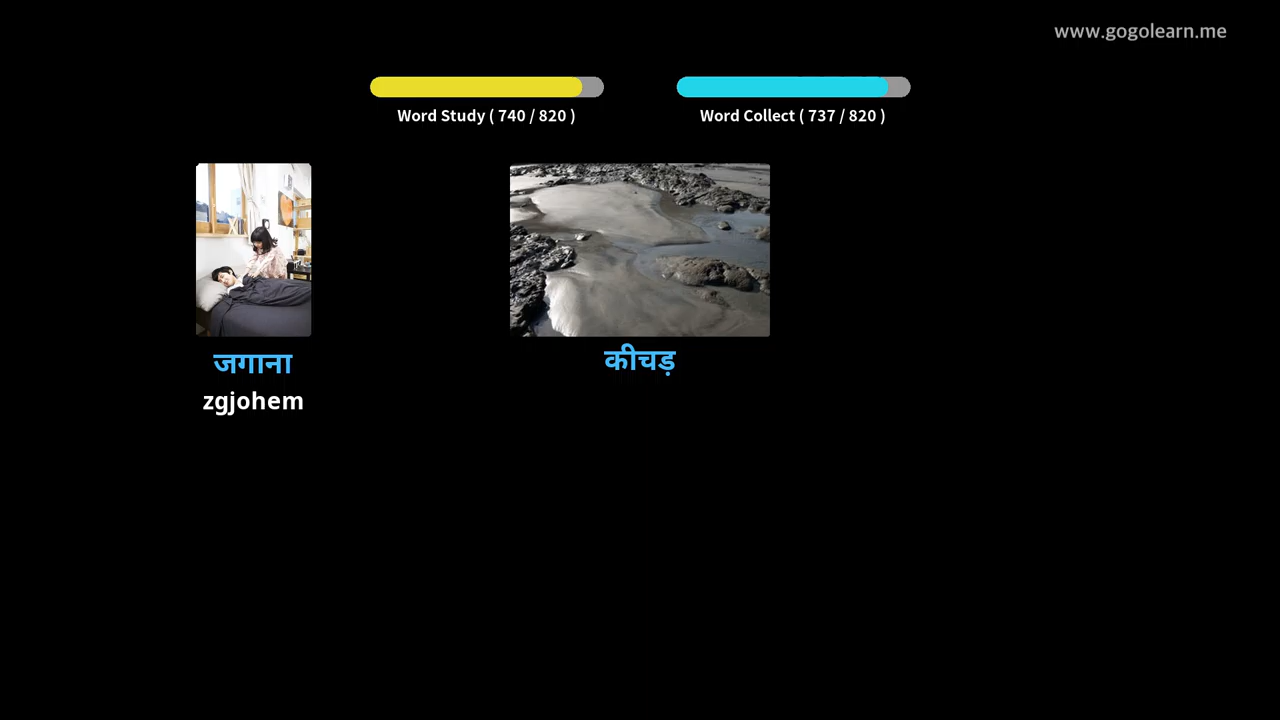 www.gogolearn.me
Word Study ( 740 / 820 )
Word Collect ( 737 / 820 )
जगाना
zgjohem
कीचड़